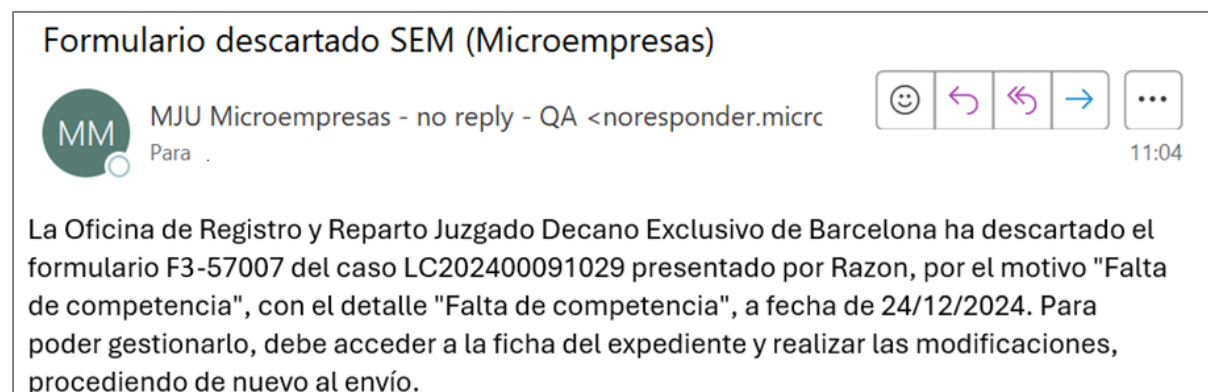 Formulario descartado SEM (Microempresas)
MM
MJU Microempresas - no reply - QA <noresponder.micrc
Para .
11:04
La Oficina de Registro y Reparto Juzgado Decano Exclusivo de Barcelona ha descartado el
formulario F3-57007 del caso LC202400091029 presentado por Razon, por el motivo "Falta
de competencia", con el detalle "Falta de competencia", a fecha de 24/12/2024. Para
poder gestionarlo, debe acceder a la ficha del expediente y realizar las modificaciones,
procediendo de nuevo al envío.